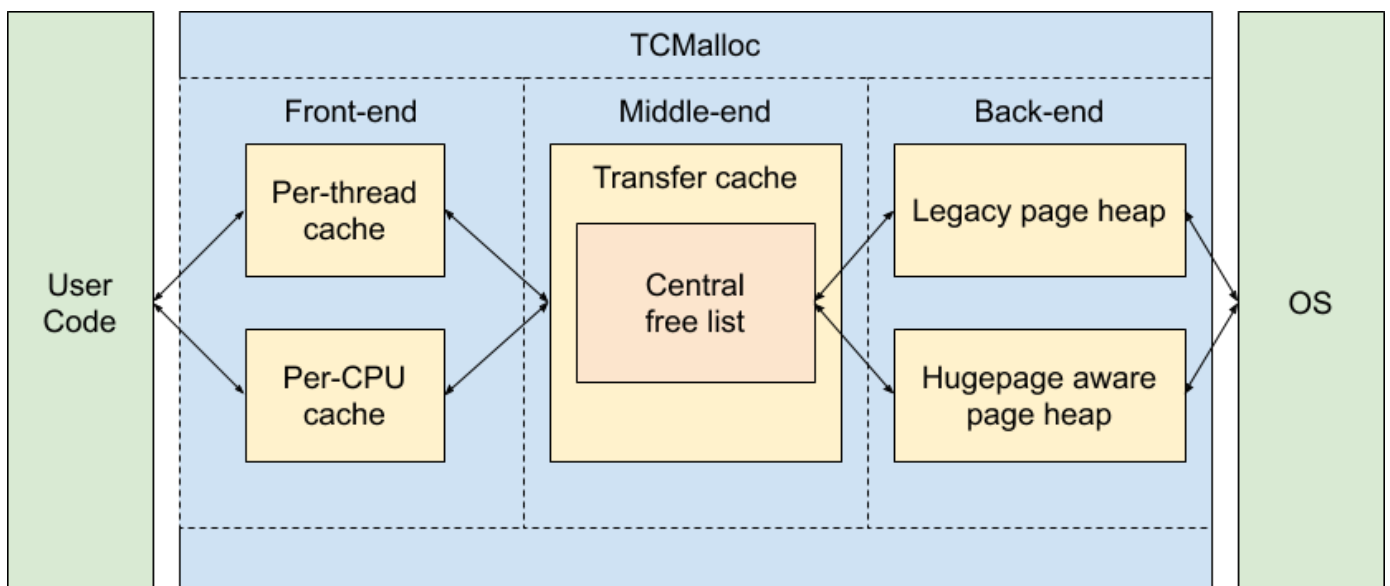 TCMalloc
Front-end
Middle-end
Back-end
User
Code
Per-thread
cache
Per-CPU
cache
Transfer cache
Central
free list
Legacy page heap
Hugepage aware
page heap
OS